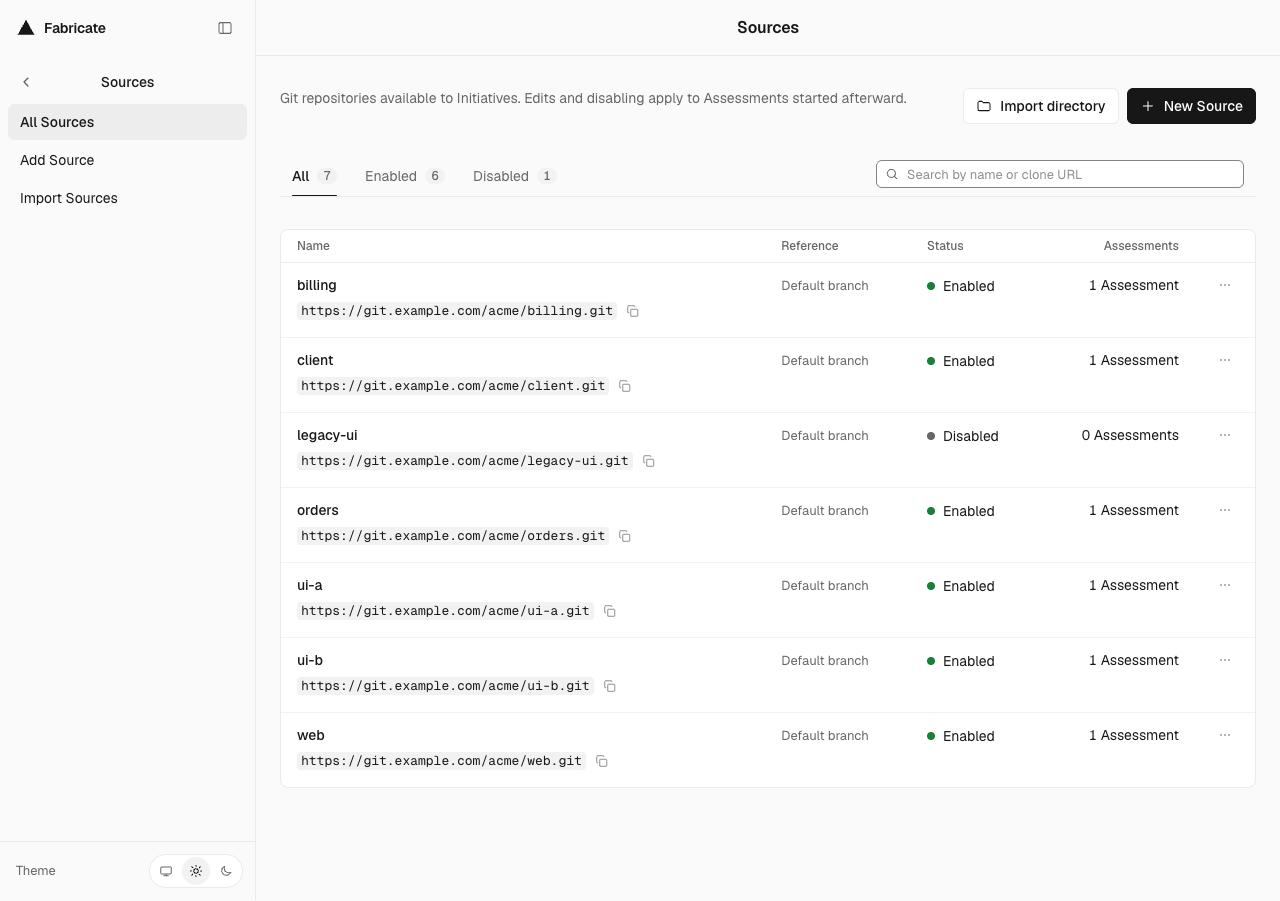 Fabricate
Sources
Sources
All Sources
Add Source
Import Sources
Git repositories available to Initiatives. Edits and disabling apply to Assessments started afterward.
Import directory
New Source
All 7
Enabled 6
Disabled 1
Search by name or clone URL
Name Reference Status Assessments
billing Default branch Enabled 1 Assessment
https://git.example.com/acme/billing.git
client Default branch Enabled 1 Assessment
https://git.example.com/acme/client.git
legacy-ui Default branch Disabled 0 Assessments
https://git.example.com/acme/legacy-ui.git
orders Default branch Enabled 1 Assessment
https://git.example.com/acme/orders.git
ui-a Default branch Enabled 1 Assessment
https://git.example.com/acme/ui-a.git
ui-b Default branch Enabled 1 Assessment
https://git.example.com/acme/ui-b.git
web Default branch Enabled 1 Assessment
https://git.example.com/acme/web.git
Theme